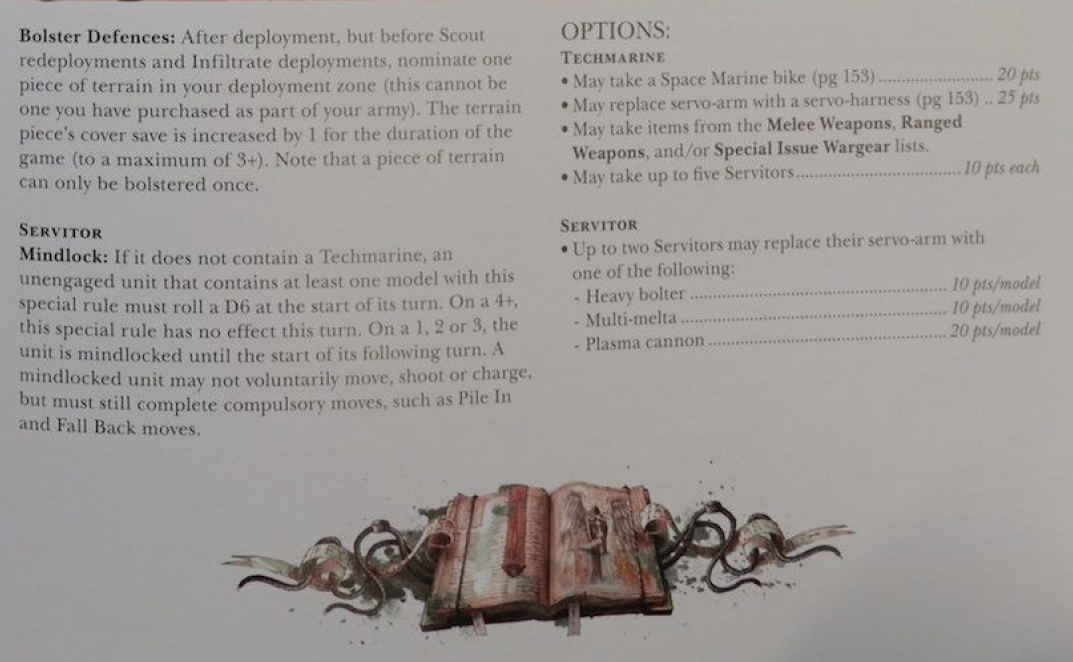 Bolster Defences: After deployment, but before Scout
redeployments and Infiltrate deployments, nominate one
piece of terrain in your deployment zone (this cannot be
one you have purchased as part of your army). The terrain
piece's cover save is increased by 1 for the duration of the
game (to a maximum of 3+). Note that a piece of terrain
can only be bolstered once.
SERVITOR
Mindlock: If it does not contain a Techmarine, an
unengaged unit that contains at least one model with this
special rule must roll a D6 at the start of its turn. On a 4+,
this special rule has no effect this turn. On a 1, 2 or 3, the
unit is mindlocked until the start of its following turn. A
mindlocked unit may not voluntarily move, shoot or charge,
but must still complete compulsory moves, such as Pile In
and Fall Back moves.
OPTIONS:
TECHMARINE
• May take a Space Marine bike (pg 153)........................ 20 pts
• May replace servo-arm with a servo-harness (pg 153) .. 25 pts
• May take items from the Melee Weapons, Ranged
Weapons, and/or Special Issue Wargear lists.
• May take up to five Servitors...................................10 pts each
SERVITOR
• Up to two Servitors may replace their servo-arm with
one of the following:
- Heavy bolter ..................................................... 10 pts/model
- Multi-melta ....................................................... 10 pts/model
- Plasma cannon .................................................. 20 pts/model